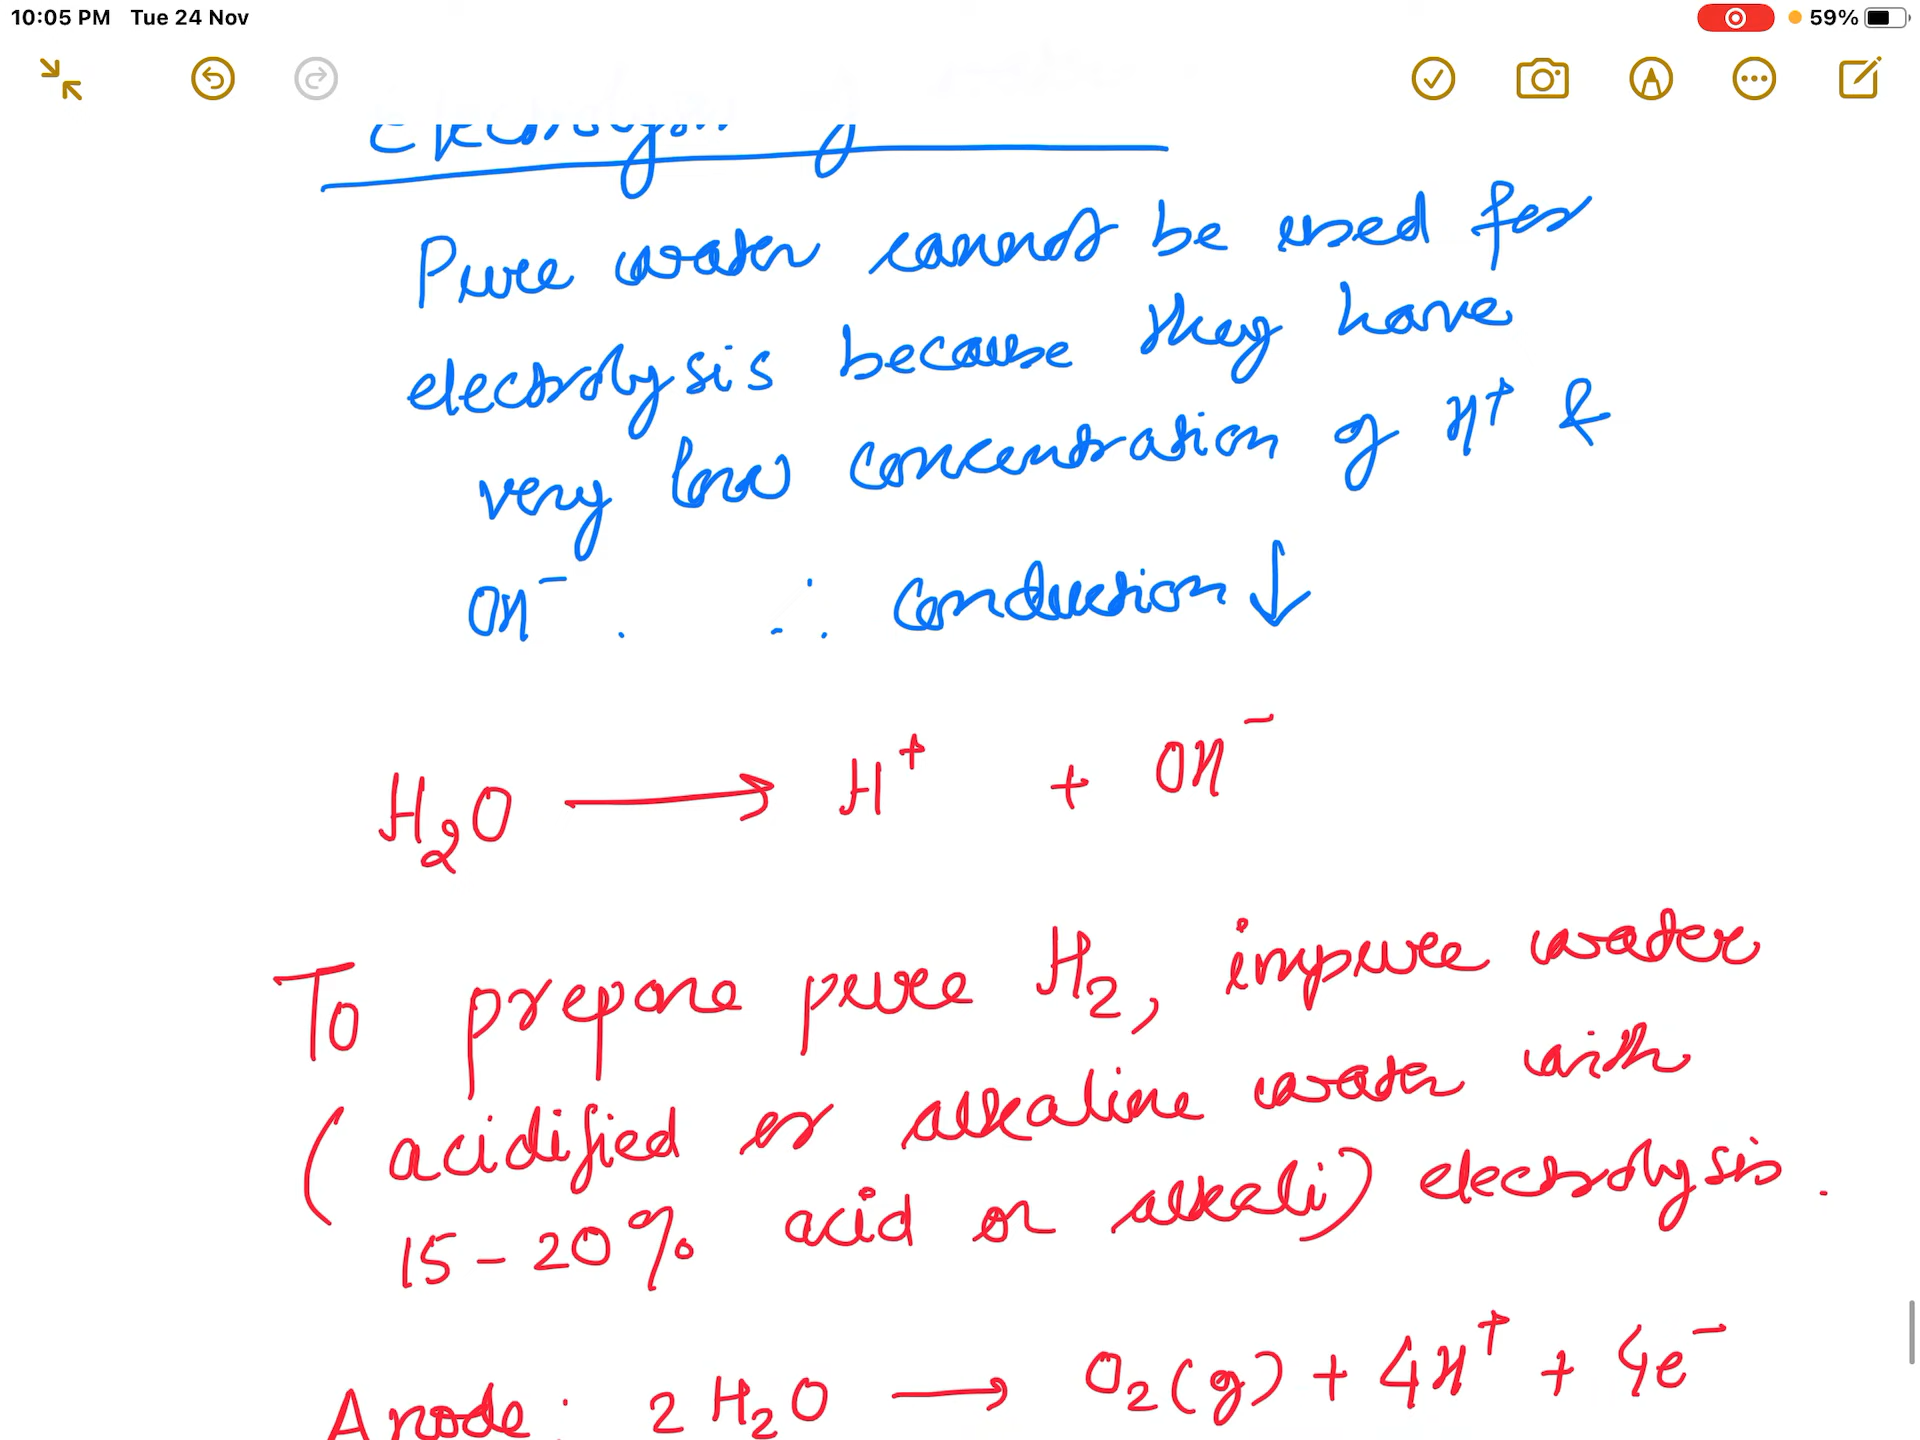 10:05 PM Tue 24 Nov 59%
Electrolysis of
Pure water cannot be used for
electrolysis because they have
very low concentration of H⁺ &
OH⁻. ∴ conduction ↓
H₂O ⟶ H⁺ + OH⁻
To prepare pure H₂, impure water
(acidified or alkaline water with
15-20% acid or alkali) electrolysis.
Anode: 2H₂O ⟶ O₂(g) + 4H⁺ + 4e⁻